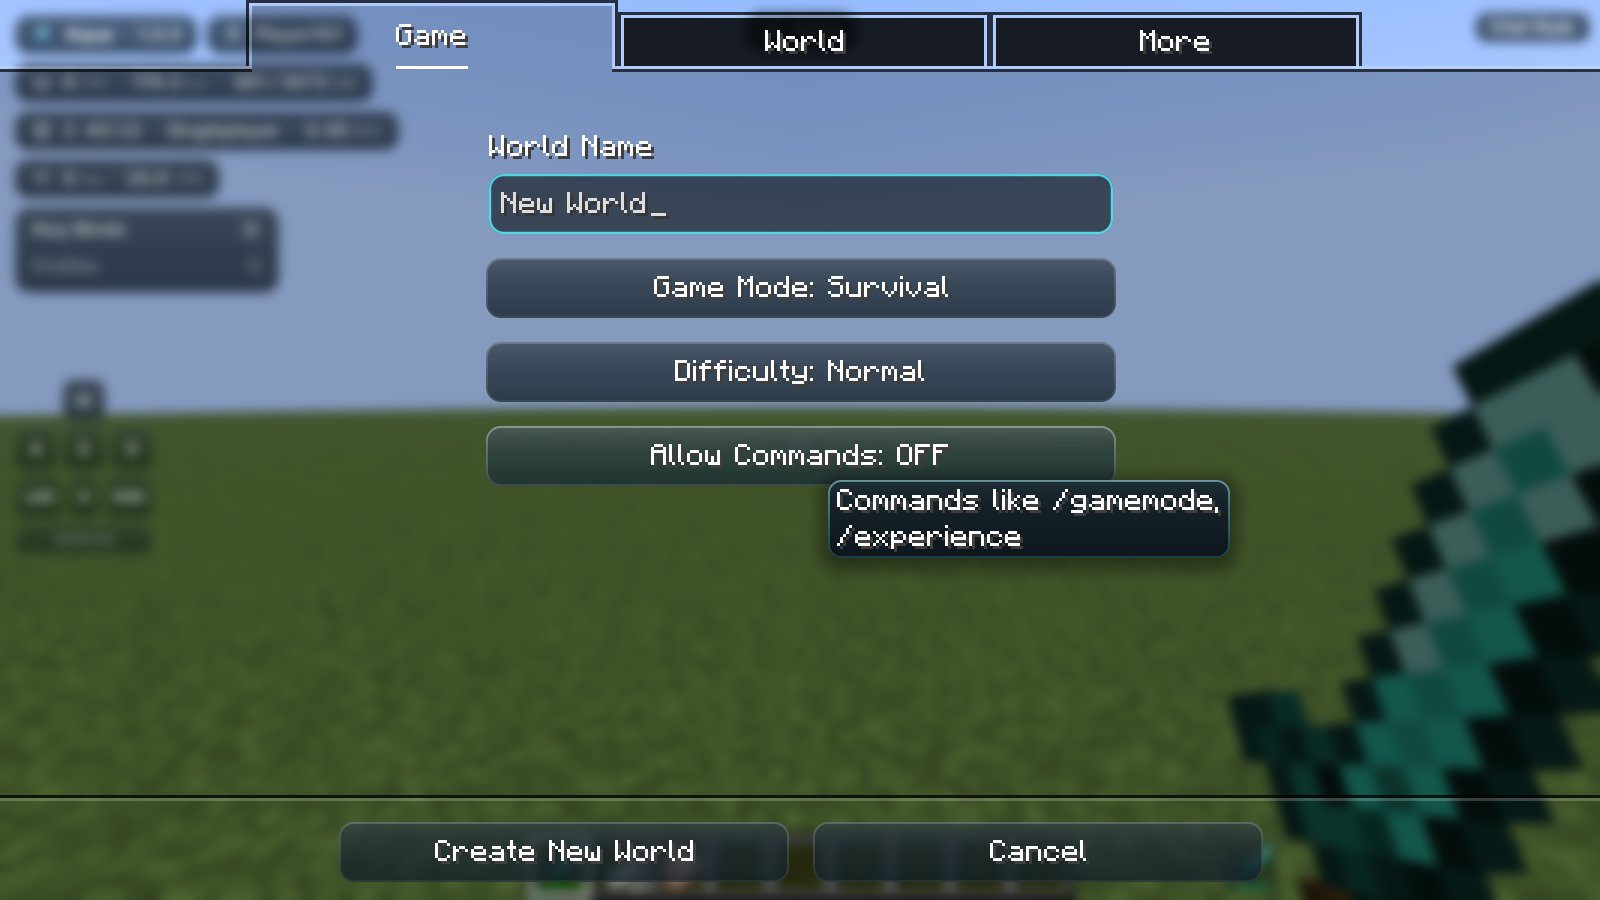 Game
World
More
World Name
New World_
Game Mode: Survival
Difficulty: Normal
Allow Commands: OFF
Commands like /gamemode,
/experience
Create New World
Cancel